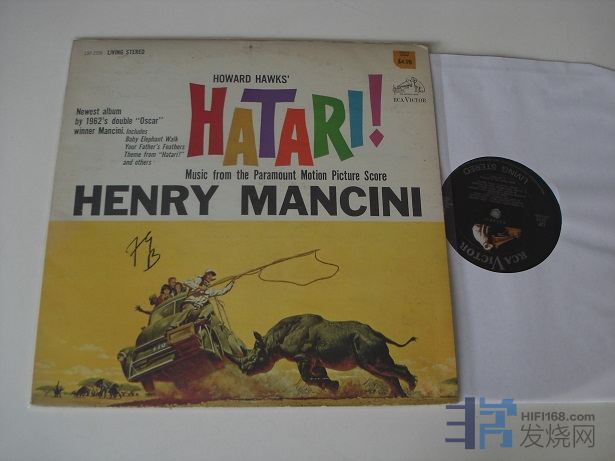 LSP-2559 LIVING STEREO
$4.98
RCA VICTOR
HOWARD HAWKS'
HATARI!
Newest album
by 1962's double "Oscar"
winner Mancini. Includes
Baby Elephant Walk
Your Father's Feathers
Theme from "Hatari!"
and others
Music from the Paramount Motion Picture Score
HENRY MANCINI
LIVING STEREO
RCA VICTOR
HIFI168.com
发烧网